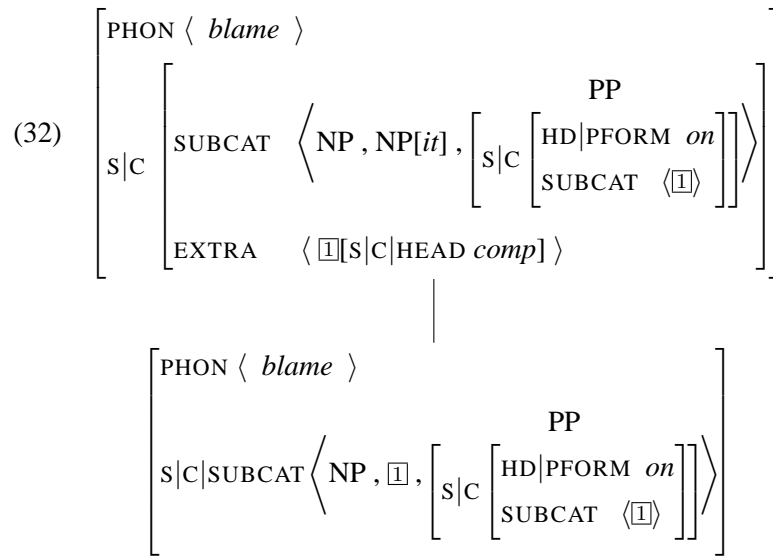 PHON ⟨ blame ⟩
(32) S|C SUBCAT ⟨ NP , NP[it] , PP [ S|C [ HD|PFORM on
SUBCAT ⟨ 1 ⟩ ] ] ⟩
EXTRA ⟨ 1 [S|C|HEAD comp] ⟩
PHON ⟨ blame ⟩
S|C|SUBCAT ⟨ NP , 1 , PP [ S|C [ HD|PFORM on
SUBCAT ⟨ 1 ⟩ ] ] ⟩